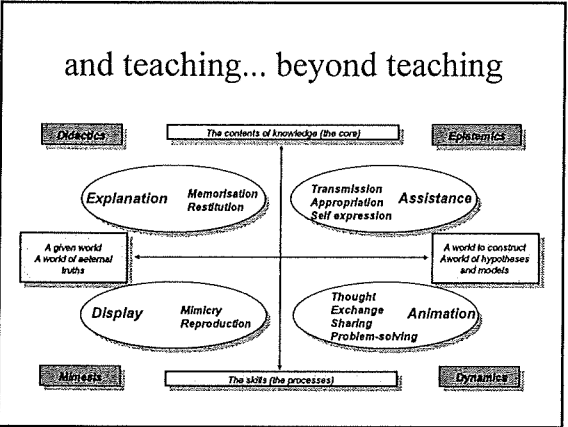 and teaching... beyond teaching
Didactics
The contents of knowledge (the core)
Epistemics
Explanation
Memorisation
Restitution
Transmission
Appropriation
Self expression
Assistance
A given world
A world of aeternal
truths
A world to construct
A world of hypotheses
and models
Display
Mimicry
Reproduction
Thought
Exchange
Sharing
Problem-solving
Animation
Mimesis
The skills (the processes)
Dynamics